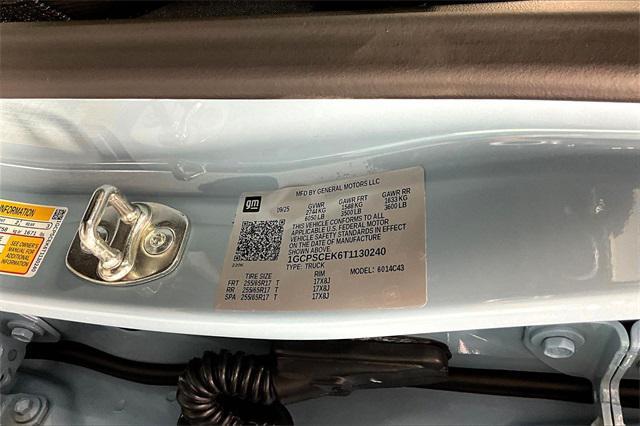 MFD BY GENERAL MOTORS LLC
gm
09/25
GVWR GAWR FRT GAWR RR
2744 KG 1588 KG 1633 KG
6050 LB 3500 LB 3600 LB
THIS VEHICLE CONFORMS TO ALL
APPLICABLE U.S. FEDERAL MOTOR
VEHICLE SAFETY STANDARDS IN EFFECT
ON THE DATE OF MANUFACTURE SHOWN ABOVE.
1GCPSCEK6T1130240
TYPE: TRUCK MODEL: 6014C43
TIRE SIZE RIM
FRT 255/65R17 T 17X8J
RR 255/65R17 T 17X8J
SPA 255/65R17 T 17X8J
INFORMATION
SEE OWNER'S
MANUAL FOR
ADDITIONAL
INFORMATION